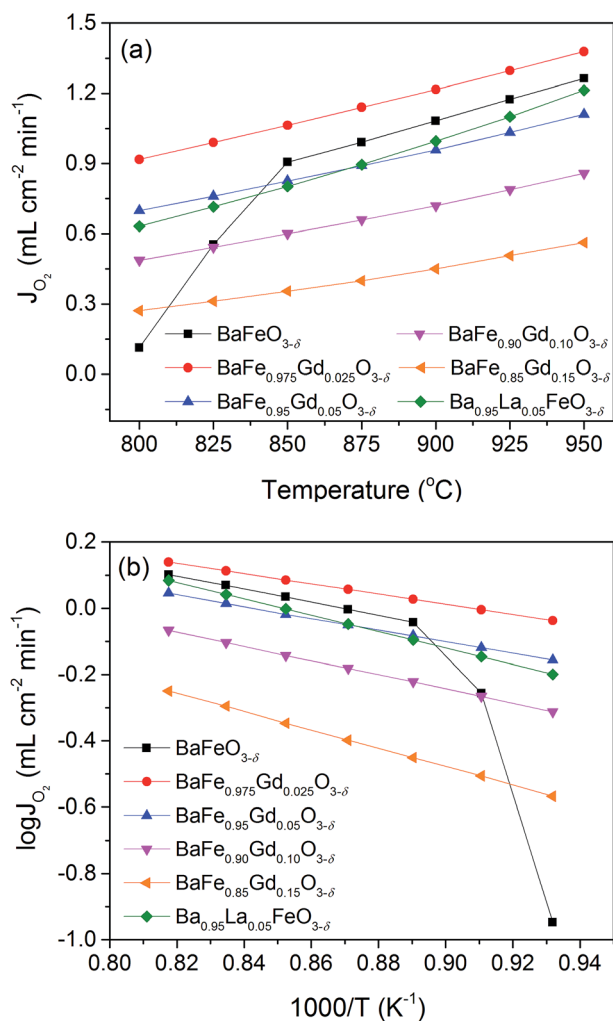 (a)
J_O₂ (mL cm⁻² min⁻¹)
1.5
1.2
0.9
0.6
0.3
0.0
BaFeO₃₋δ
BaFe₀.₉₇₅Gd₀.₀₂₅O₃₋δ
BaFe₀.₉₅Gd₀.₀₅O₃₋δ
BaFe₀.₉₀Gd₀.₁₀O₃₋δ
BaFe₀.₈₅Gd₀.₁₅O₃₋δ
Ba₀.₉₅La₀.₀₅FeO₃₋δ
800 825 850 875 900 925 950
Temperature (°C)
(b)
logJ_O₂ (mL cm⁻² min⁻¹)
0.2
0.0
-0.2
-0.4
-0.6
-0.8
-1.0
BaFeO₃₋δ
BaFe₀.₉₇₅Gd₀.₀₂₅O₃₋δ
BaFe₀.₉₅Gd₀.₀₅O₃₋δ
BaFe₀.₉₀Gd₀.₁₀O₃₋δ
BaFe₀.₈₅Gd₀.₁₅O₃₋δ
Ba₀.₉₅La₀.₀₅FeO₃₋δ
0.80 0.82 0.84 0.86 0.88 0.90 0.92 0.94
1000/T (K⁻¹)